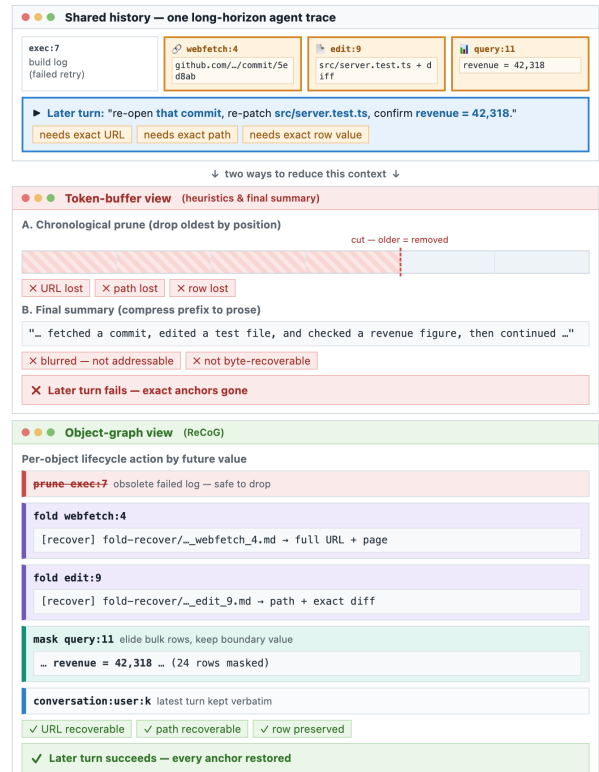 Shared history — one long-horizon agent trace
exec:7
build log
(failed retry)
webfetch:4
github.com/…/commit/5e
d8ab
edit:9
src/server.test.ts + d
iff
query:11
revenue = 42,318
► Later turn: "re-open that commit, re-patch src/server.test.ts, confirm revenue = 42,318."
needs exact URL
needs exact path
needs exact row value
↓ two ways to reduce this context ↓
Token-buffer view (heuristics & final summary)
A. Chronological prune (drop oldest by position)
cut — older = removed
✕ URL lost
✕ path lost
✕ row lost
B. Final summary (compress prefix to prose)
"… fetched a commit, edited a test file, and checked a revenue figure, then continued …"
✕ blurred — not addressable
✕ not byte-recoverable
✕ Later turn fails — exact anchors gone
Object-graph view (ReCoG)
Per-object lifecycle action by future value
prune exec:7 obsolete failed log — safe to drop
fold webfetch:4
[recover] fold-recover/…_webfetch_4.md → full URL + page
fold edit:9
[recover] fold-recover/…_edit_9.md → path + exact diff
mask query:11 elide bulk rows, keep boundary value
… revenue = 42,318 … (24 rows masked)
conversation:user:k latest turn kept verbatim
✓ URL recoverable
✓ path recoverable
✓ row preserved
✓ Later turn succeeds — every anchor restored